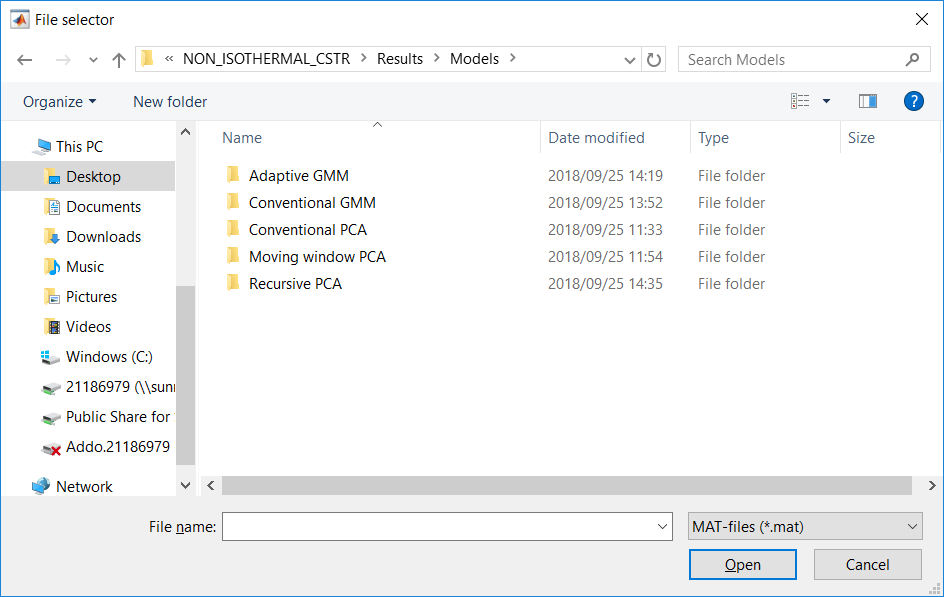 File selector
« NON_ISOTHERMAL_CSTR > Results > Models >
Search Models
Organize
New folder
?
This PC
Desktop
Documents
Downloads
Music
Pictures
Videos
Windows (C:)
21186979 (\\sunr
Public Share for
Addo.21186979
Network
Name Date modified Type Size
Adaptive GMM 2018/09/25 14:19 File folder
Conventional GMM 2018/09/25 13:52 File folder
Conventional PCA 2018/09/25 11:33 File folder
Moving window PCA 2018/09/25 11:54 File folder
Recursive PCA 2018/09/25 14:35 File folder
File name:
MAT-files (*.mat)
Open
Cancel